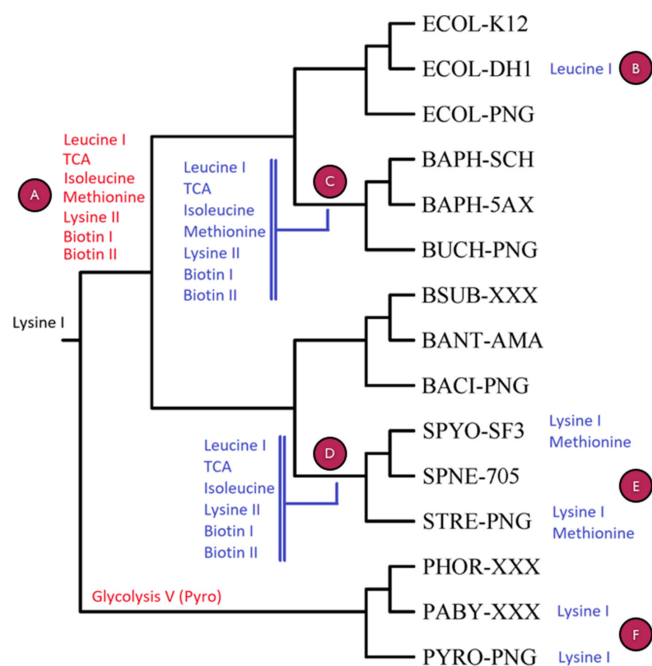 ECOL-K12
ECOL-DH1 Leucine I B
ECOL-PNG
A
Leucine I
TCA
Isoleucine
Methionine
Lysine II
Biotin I
Biotin II
Leucine I
TCA
Isoleucine
Methionine
Lysine II
Biotin I
Biotin II
C
BAPH-SCH
BAPH-5AX
BUCH-PNG
Lysine I
BSUB-XXX
BANT-AMA
BACI-PNG
Leucine I
TCA
Isoleucine
Lysine II
Biotin I
Biotin II
D
SPYO-SF3 Lysine I
Methionine
SPNE-705 E
STRE-PNG Lysine I
Methionine
Glycolysis V (Pyro)
PHOR-XXX
PABY-XXX Lysine I F
PYRO-PNG Lysine I